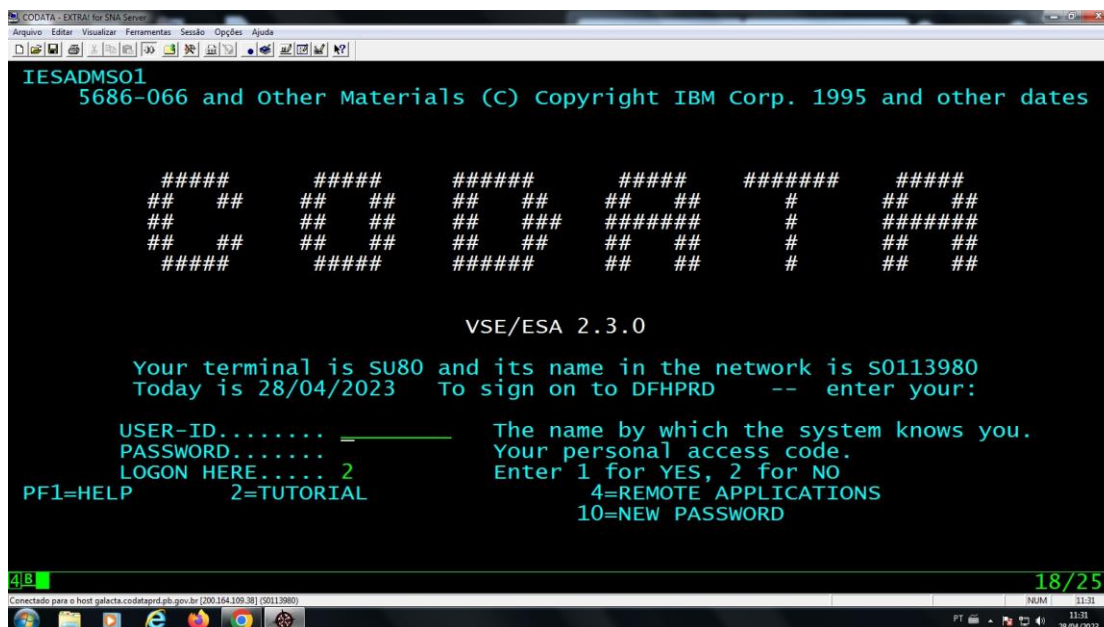 CODATA - EXTRA! for SNA Server
Arquivo Editar Visualizar Ferramentas Sessão Opções Ajuda
IESADMSO1
5686-066 and Other Materials (C) Copyright IBM Corp. 1995 and other dates
CODATA
VSE/ESA 2.3.0
Your terminal is SU80 and its name in the network is S0113980
Today is 28/04/2023 To sign on to DFHPRD -- enter your:
USER-ID........ The name by which the system knows you.
PASSWORD....... Your personal access code.
LOGON HERE..... 2 Enter 1 for YES, 2 for NO
PF1=HELP 2=TUTORIAL 4=REMOTE APPLICATIONS
10=NEW PASSWORD
4B 18/25
Conectado para o host galacta.codataprd.pb.gov.br [200.164.109.38] (S0113980) NUM 11:31
PT 11:31
28/04/2023